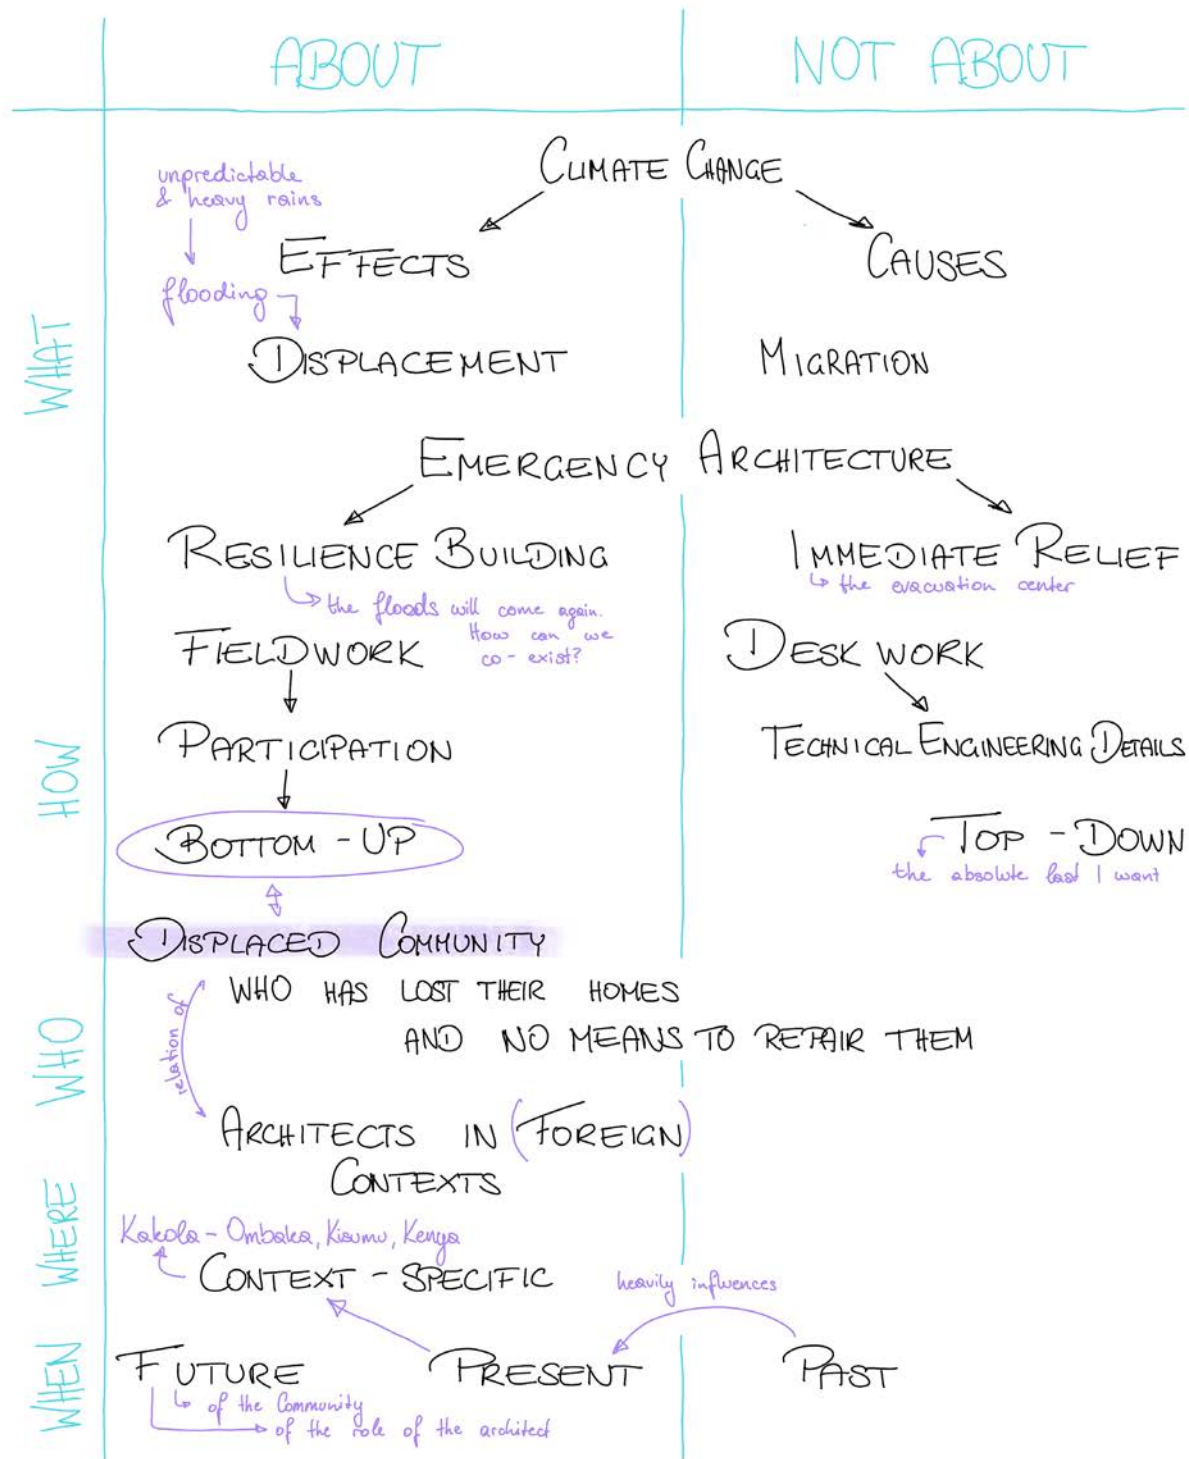 ABOUT
NOT ABOUT
WHAT
CLIMATE CHANGE
unpredictable
& heavy rains
EFFECTS
CAUSES
flooding
DISPLACEMENT
MIGRATION
EMERGENCY ARCHITECTURE
RESILIENCE BUILDING
IMMEDIATE RELIEF
the evacuation center
the floods will come again.
How can we
co-exist?
HOW
FIELDWORK
DESK WORK
PARTICIPATION
TECHNICAL ENGINEERING DETAILS
BOTTOM - UP
TOP - DOWN
the absolute last I want
WHO
DISPLACED COMMUNITY
WHO HAS LOST THEIR HOMES
AND NO MEANS TO REPAIR THEM
relation of
ARCHITECTS IN (FOREIGN)
CONTEXTS
WHERE
Kakola - Ombaka, Kisumu, Kenya
CONTEXT - SPECIFIC
heavily influences
WHEN
FUTURE
PRESENT
PAST
of the Community
of the role of the architect